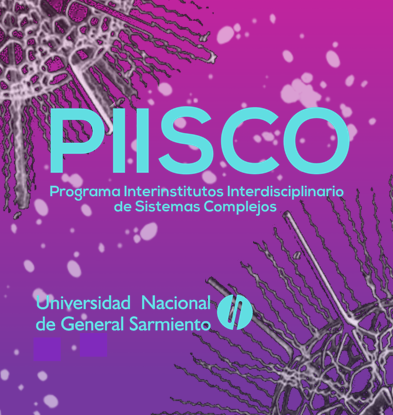 PIISCO
Programa Interinstitutos Interdisciplinario
de Sistemas Complejos
Universidad Nacional
de General Sarmiento